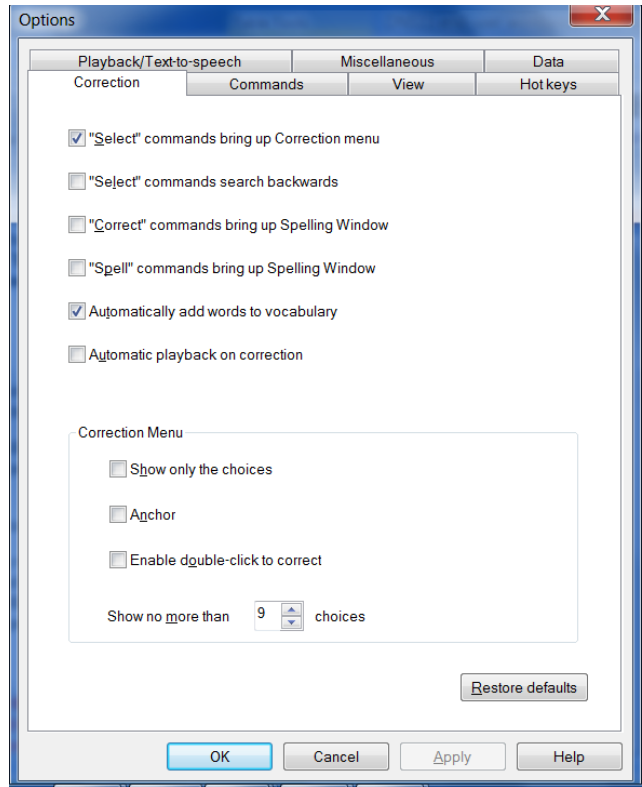 Options
X
Playback/Text-to-speech Miscellaneous Data
Correction Commands View Hot keys
"Select" commands bring up Correction menu
"Select" commands search backwards
"Correct" commands bring up Spelling Window
"Spell" commands bring up Spelling Window
Automatically add words to vocabulary
Automatic playback on correction
Correction Menu
Show only the choices
Anchor
Enable double-click to correct
Show no more than 9 choices
Restore defaults
OK Cancel Apply Help